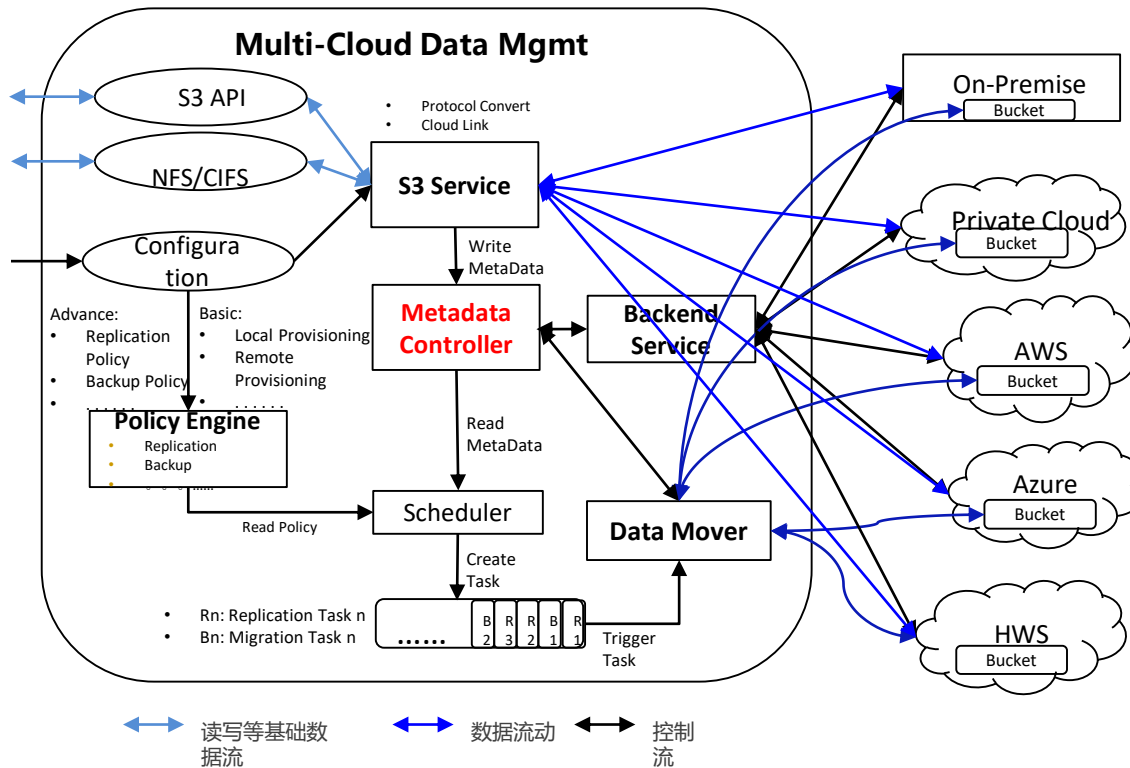 Multi-Cloud Data Mgmt
S3 API
NFS/CIFS
Configura
tion
• Protocol Convert
• Cloud Link
S3 Service
Write
MetaData
Metadata
Controller
Backend
Service
Advance:
• Replication
Policy
• Backup Policy
• ......
Basic:
• Local Provisioning
• Remote
Provisioning
• ......
Policy Engine
• Replication
• Backup
Read
MetaData
Read Policy
Scheduler
Data Mover
Create
Task
• Rn: Replication Task n
• Bn: Migration Task n
......
B
2
R
3
R
2
B
1
R
1
Trigger
Task
On-Premise
Bucket
Private Cloud
Bucket
AWS
Bucket
Azure
Bucket
HWS
Bucket
读写等基础数
据流
数据流动
控制
流